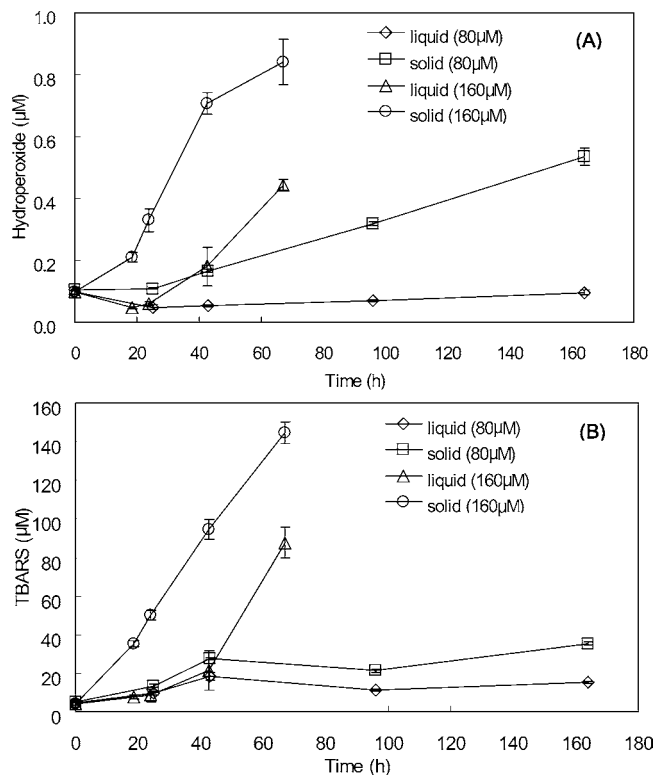 (A)
liquid (80µM)
solid (80µM)
liquid (160µM)
solid (160µM)
Hydroperoxide (µM)
1.0
0.8
0.6
0.4
0.2
0.0
0 20 40 60 80 100 120 140 160 180
Time (h)
(B)
liquid (80µM)
solid (80µM)
liquid (160µM)
solid (160µM)
TBARS (µM)
160
140
120
100
80
60
40
20
0
0 20 40 60 80 100 120 140 160 180
Time (h)